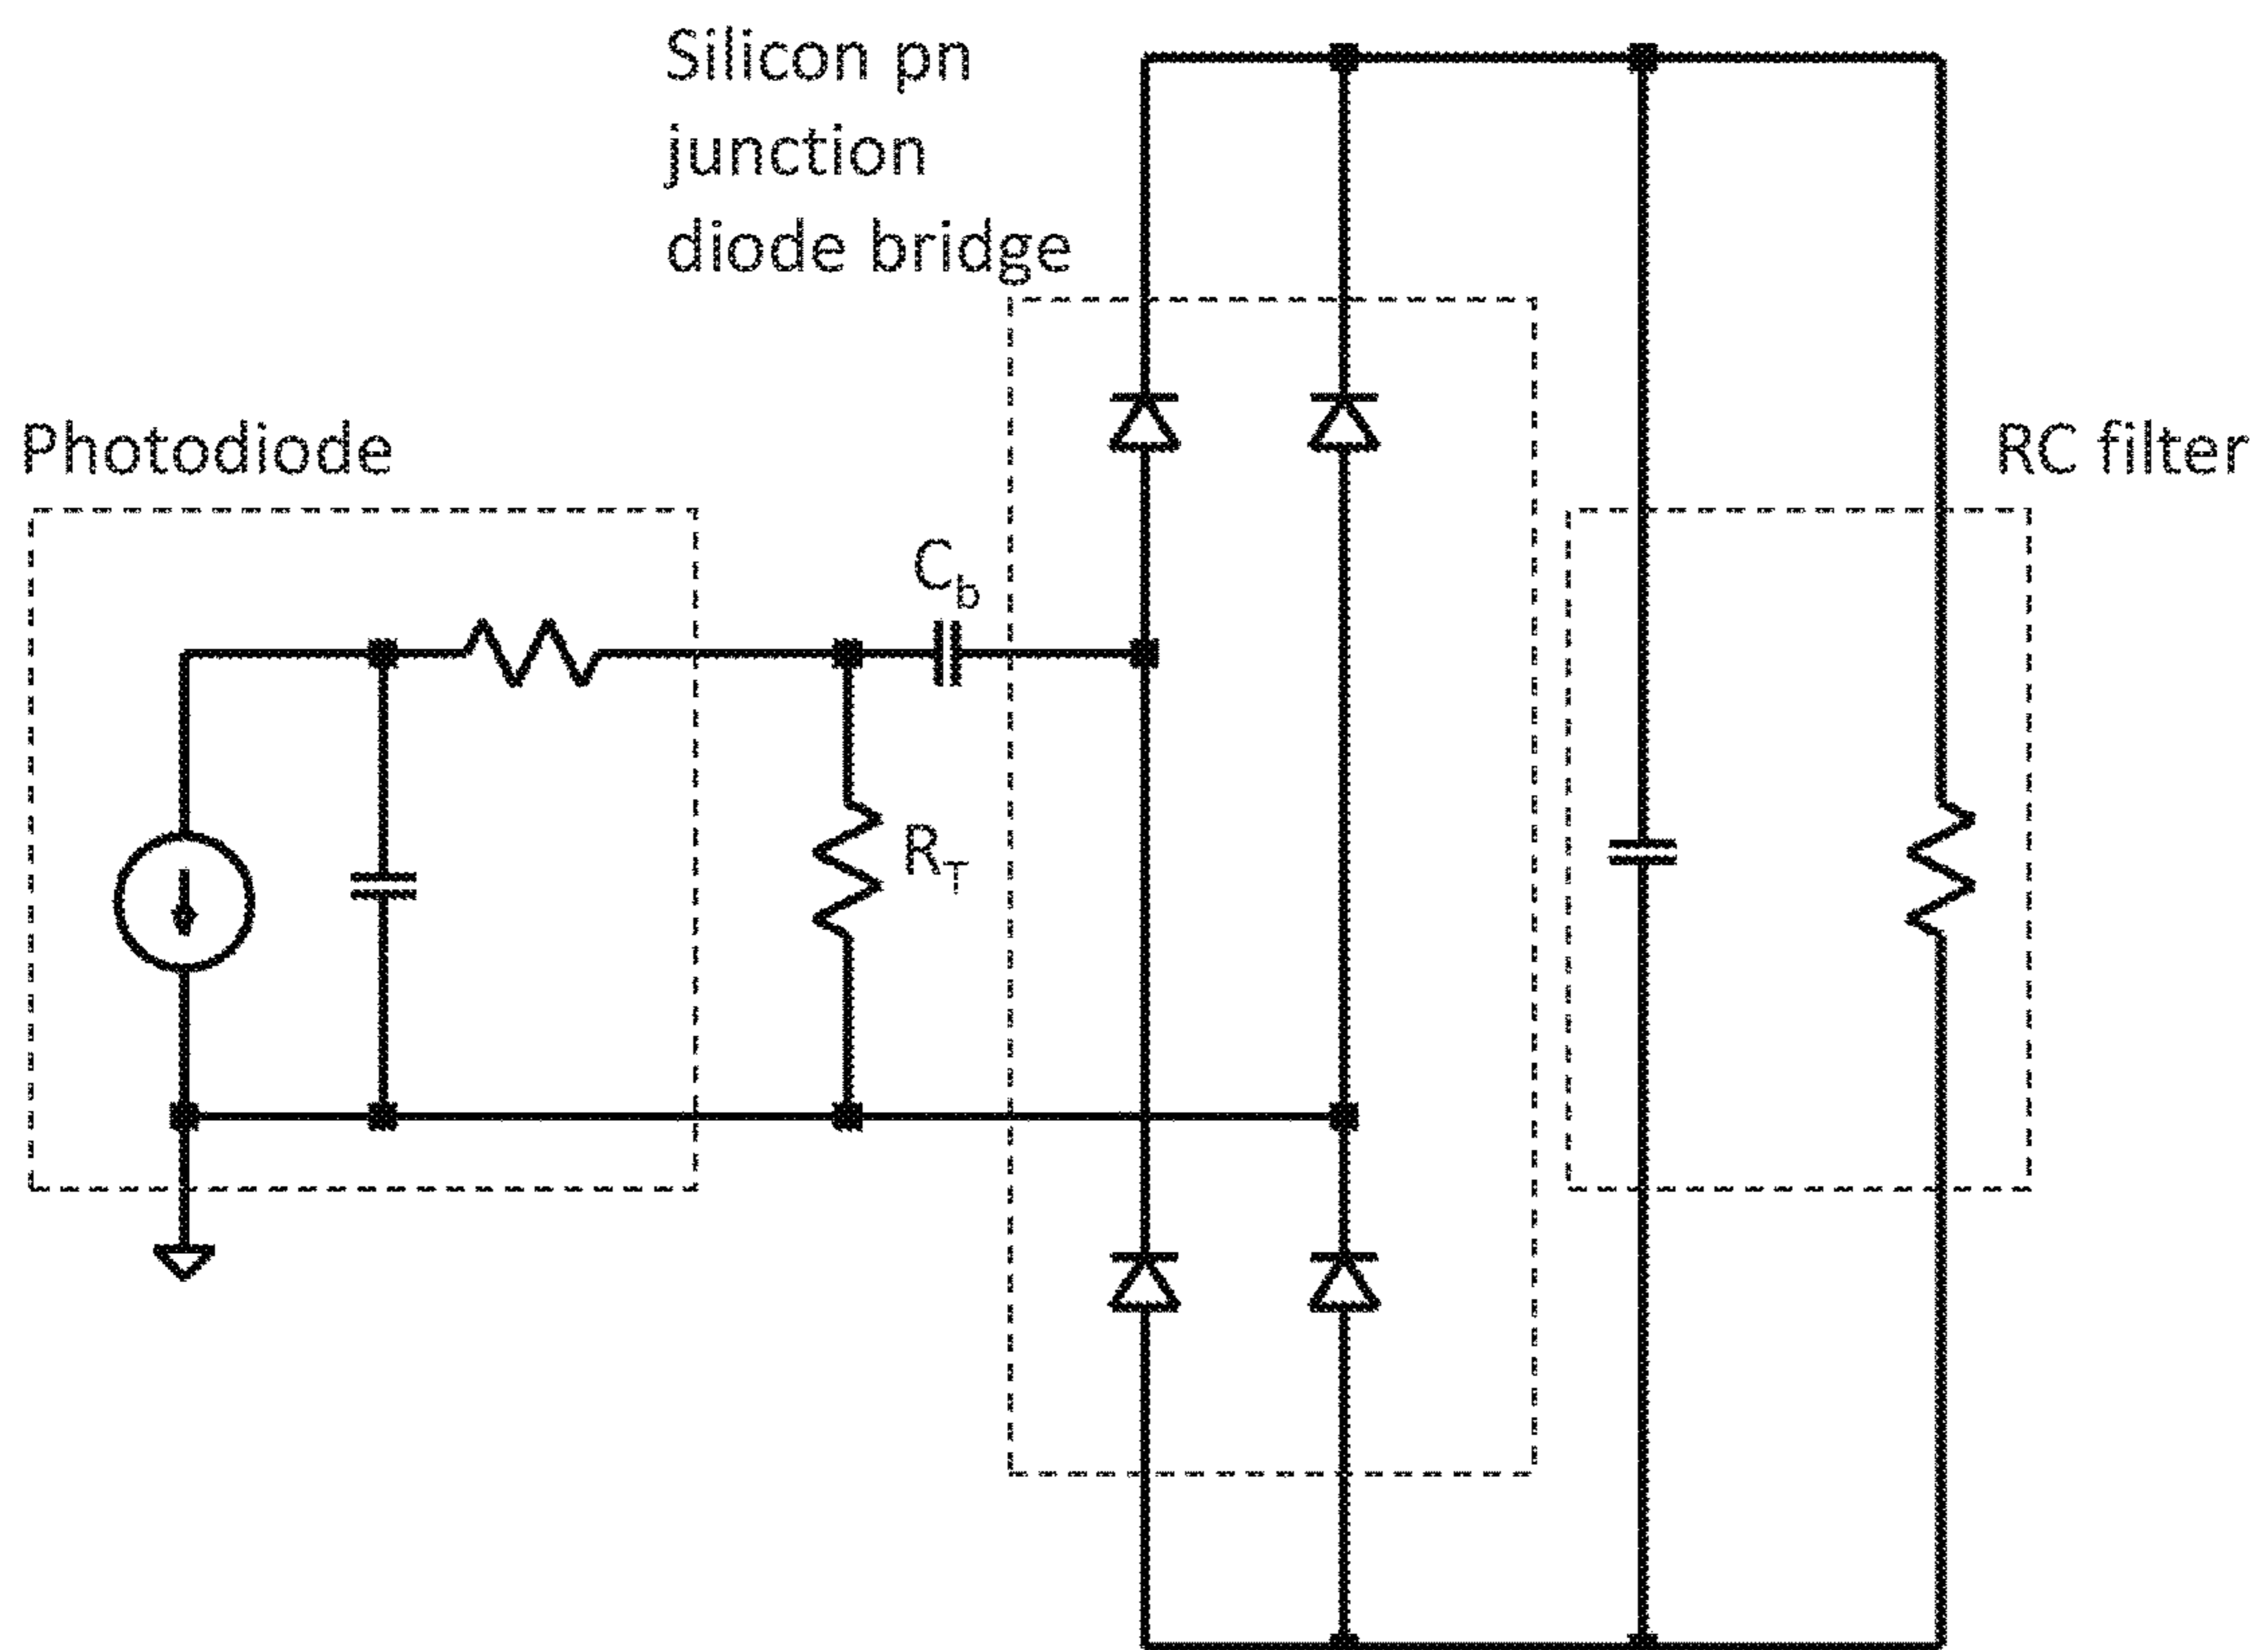 Silicon pn
junction
diode bridge
Photodiode
RC filter
C_b
R_T